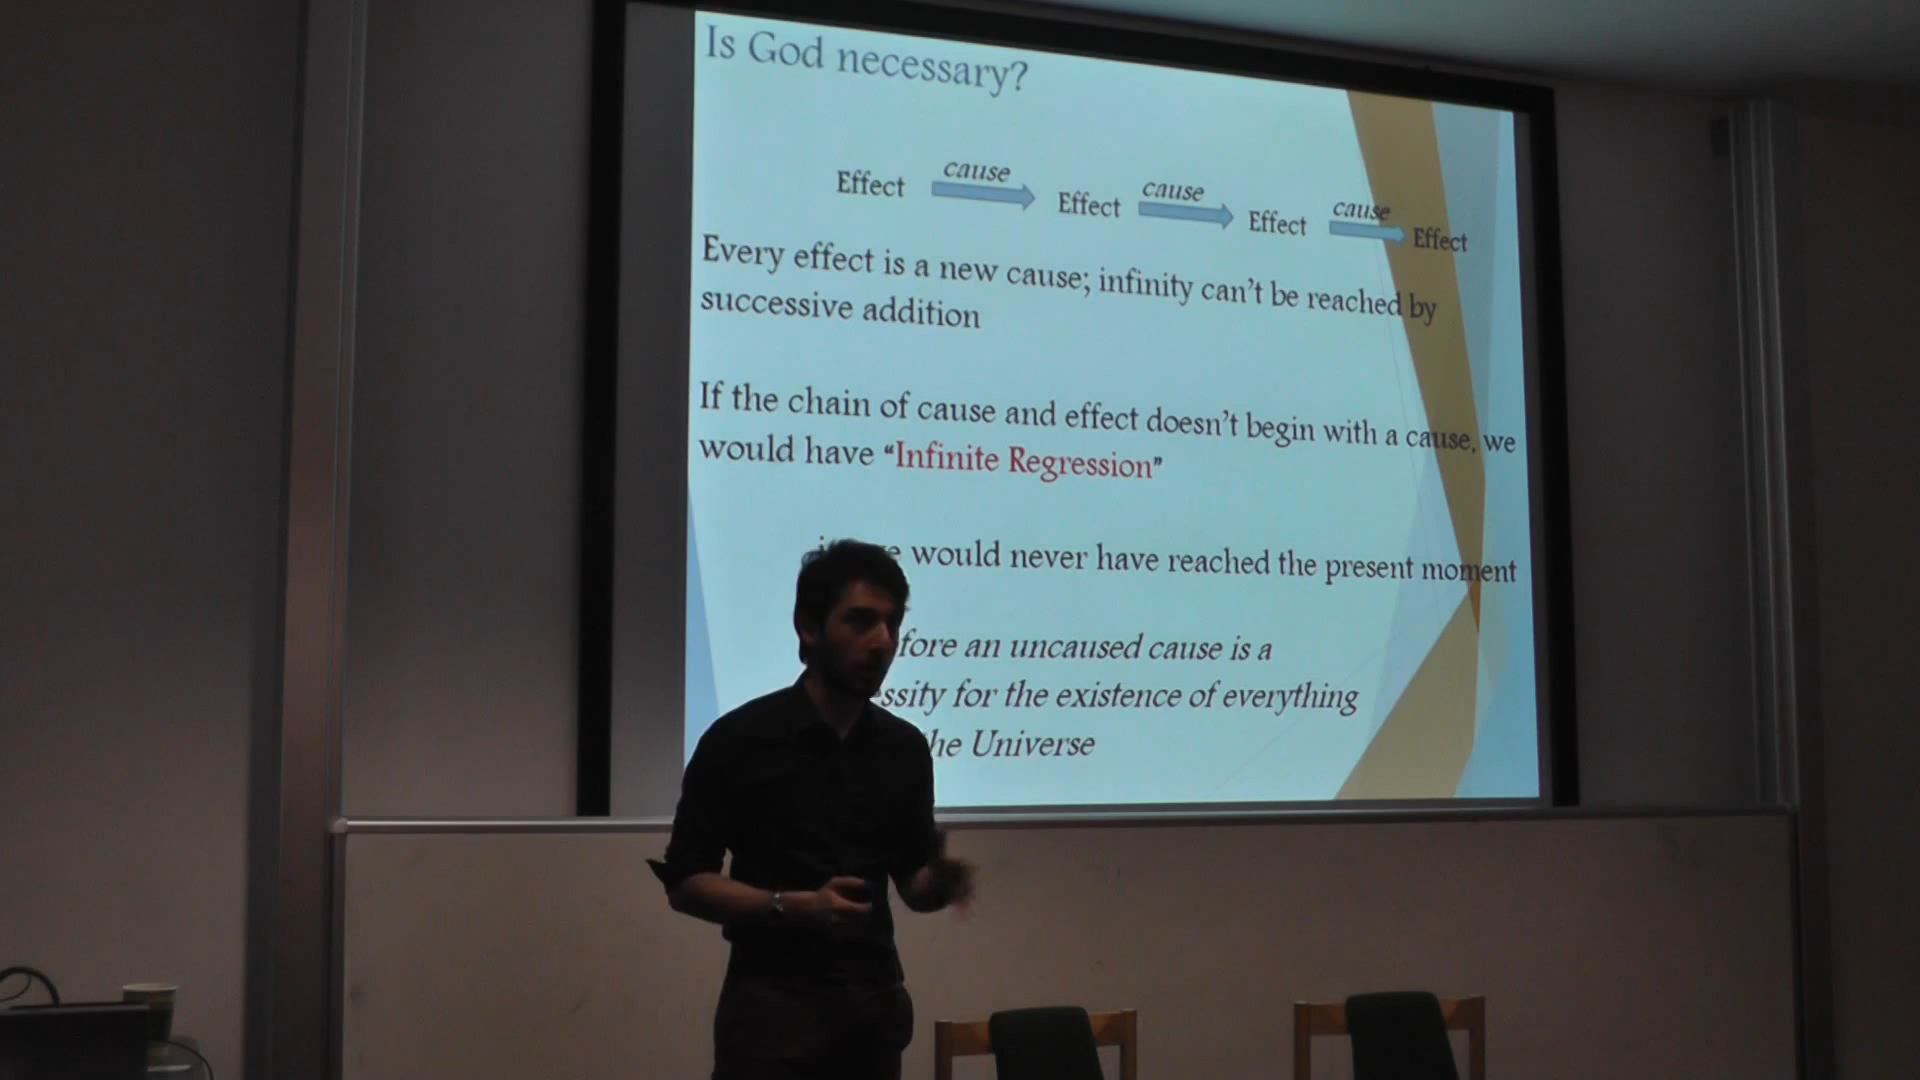 Is God necessary?
cause cause cause
Effect Effect Effect Effect
Every effect is a new cause; infinity can't be reached by
successive addition
If the chain of cause and effect doesn't begin with a cause, we
would have “Infinite Regression”
would never have reached the present moment
fore an uncaused cause is a
ssity for the existence of everything
the Universe